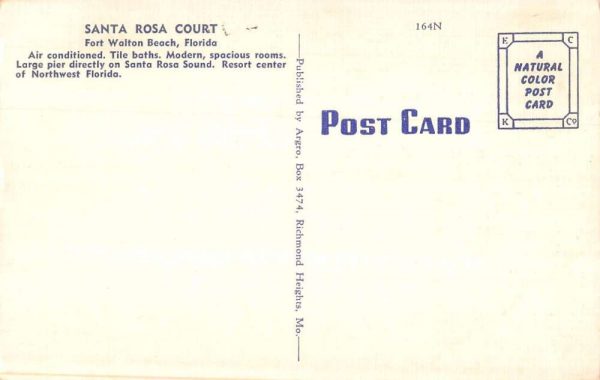 SANTA ROSA COURT
Fort Walton Beach, Florida
Air conditioned. Tile baths. Modern, spacious rooms.
Large pier directly on Santa Rosa Sound. Resort center
of Northwest Florida.
Published by Argro, Box 3474, Richmond Heights, Mo.
164N
POST CARD
E C
A
NATURAL
COLOR
POST
CARD
K Co